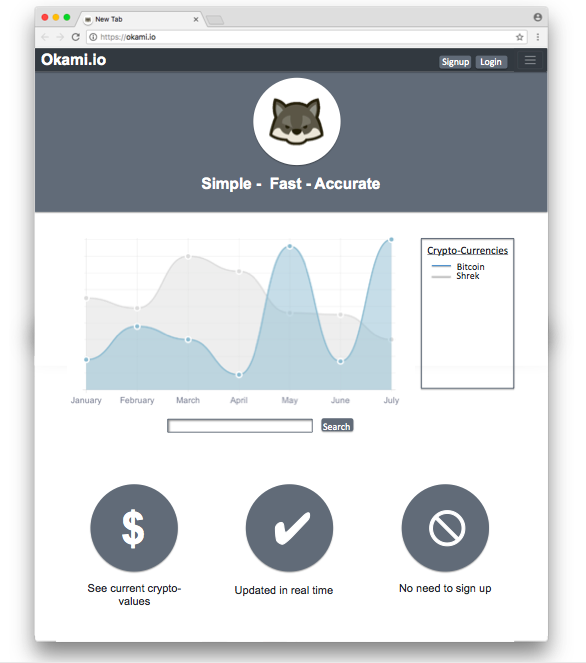 New Tab
https://okami.io
Okami.io
Signup
Login
Simple - Fast - Accurate
Crypto-Currencies
Bitcoin
Shrek
January February March April May June July
Search
$
See current crypto-
values
Updated in real time
No need to sign up